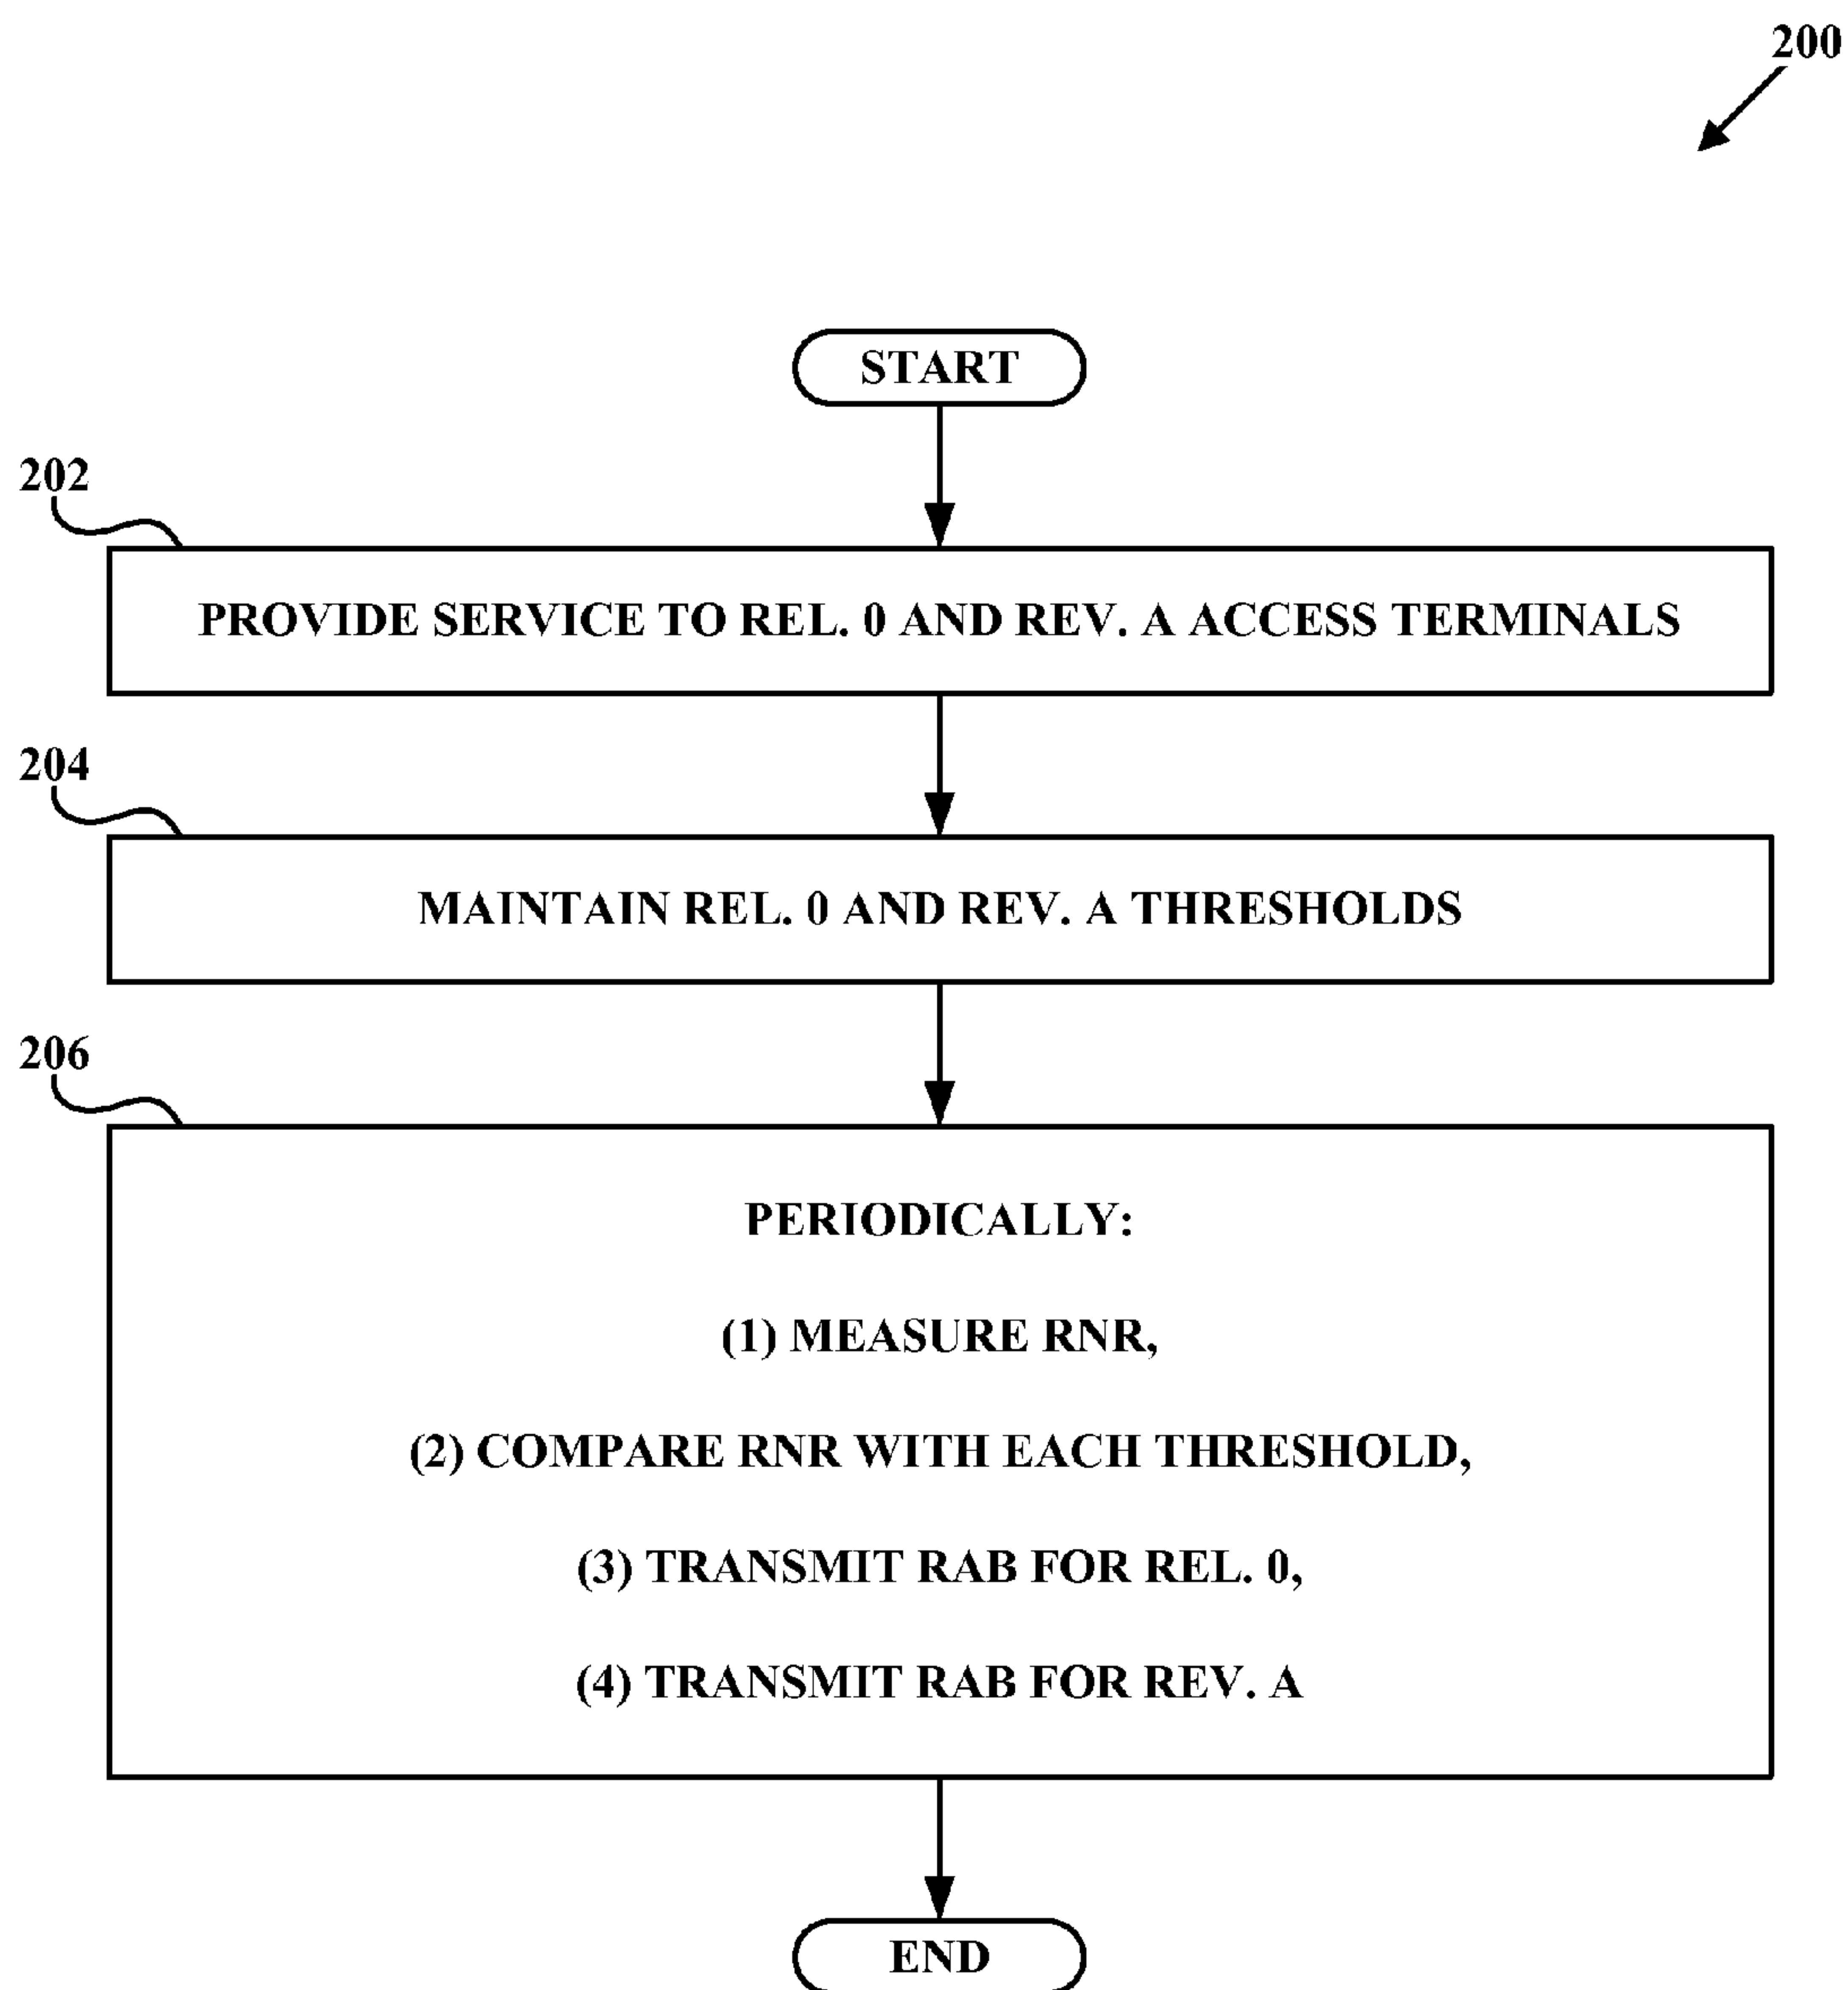 200
START
202
PROVIDE SERVICE TO REL. 0 AND REV. A ACCESS TERMINALS
204
MAINTAIN REL. 0 AND REV. A THRESHOLDS
206
PERIODICALLY:
(1) MEASURE RNR,
(2) COMPARE RNR WITH EACH THRESHOLD,
(3) TRANSMIT RAB FOR REL. 0,
(4) TRANSMIT RAB FOR REV. A
END